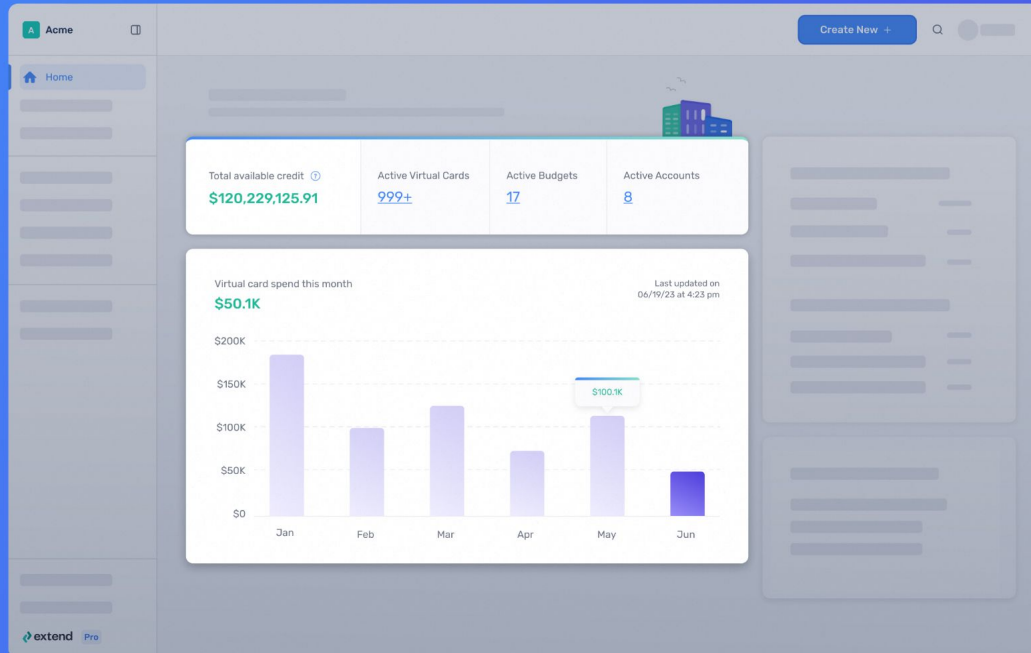 A Acme
Create New +
Home
Total available credit ?
$120,229,125.91
Active Virtual Cards
999+
Active Budgets
17
Active Accounts
8
Virtual card spend this month
$50.1K
Last updated on
06/19/23 at 4:23 pm
$200K
$150K
$100K
$50K
$0
$100.1K
Jan Feb Mar Apr May Jun
extend Pro